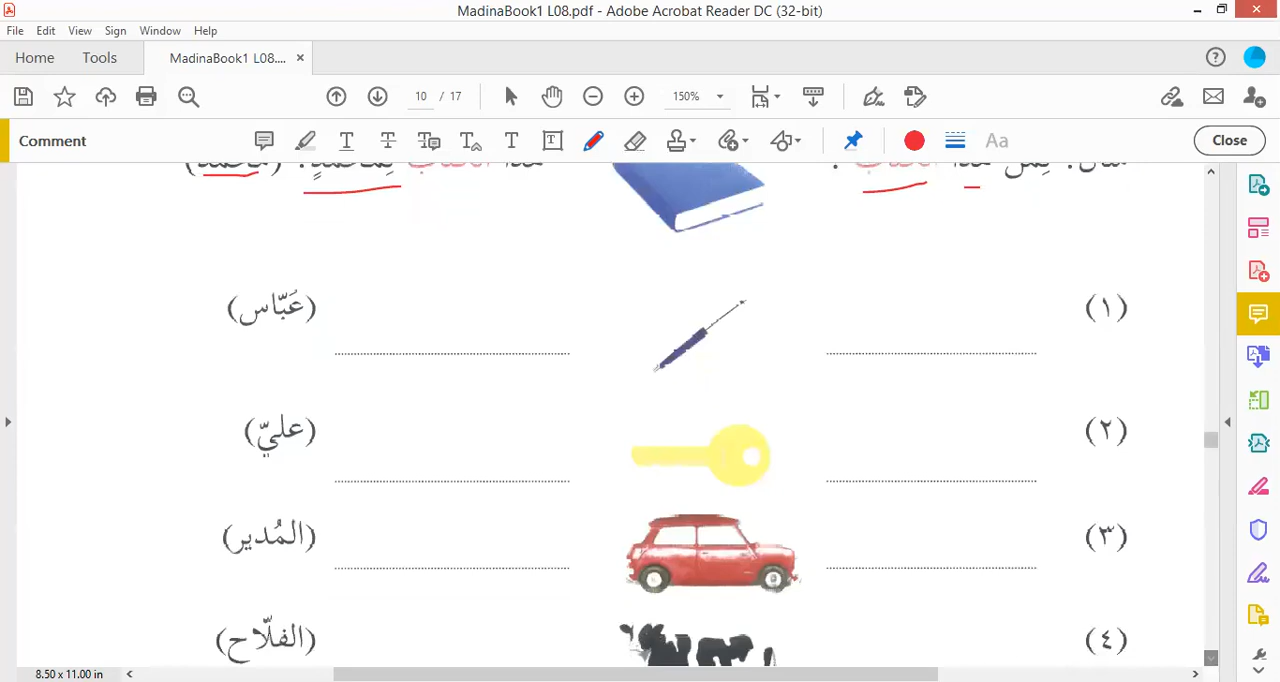 MadinaBook1 L08.pdf - Adobe Acrobat Reader DC (32-bit)
File Edit View Sign Window Help
Home Tools MadinaBook1 L08.... ×
10 / 17 150%
Comment Close
(١) (عَبّاس)
(٢) (عليّ)
(٣) (المُدير)
(٤) (الفلّاح)
8.50 x 11.00 in